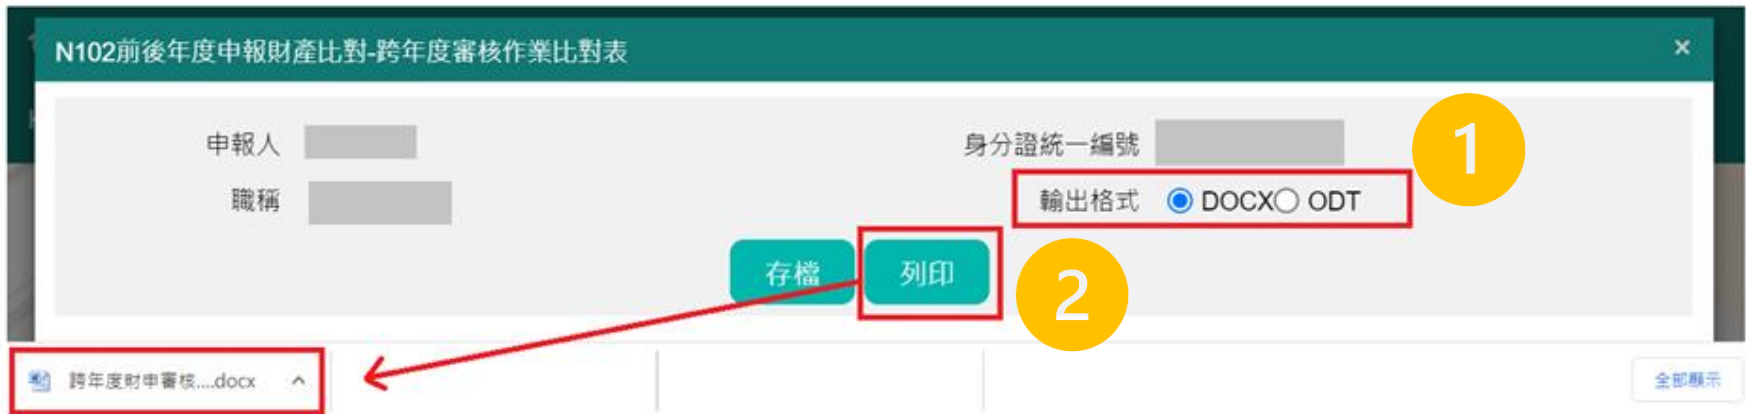 N102前後年度申報財產比對-跨年度審核作業比對表 ×
申報人 身分證統一編號
1
職稱 輸出格式 DOCX ODT
存檔 列印
2
跨年度財申審核....docx
全部顯示